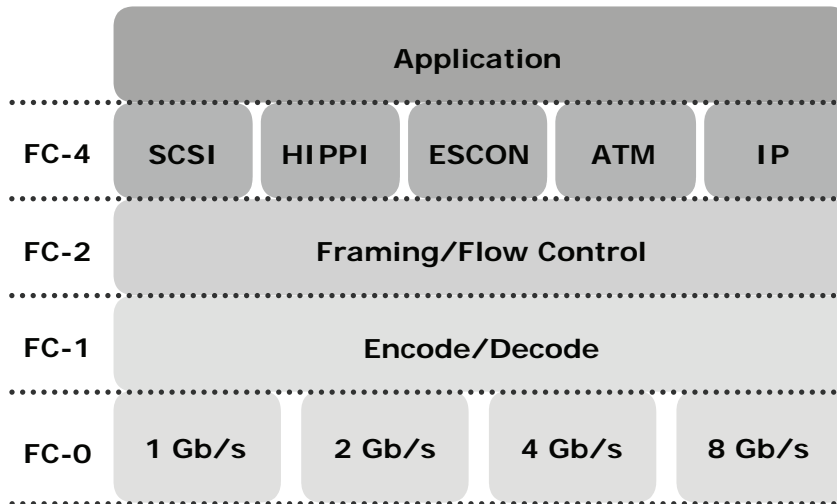 Application
FC-4 SCSI HIPPI ESCON ATM IP
FC-2 Framing/Flow Control
FC-1 Encode/Decode
FC-0 1 Gb/s 2 Gb/s 4 Gb/s 8 Gb/s